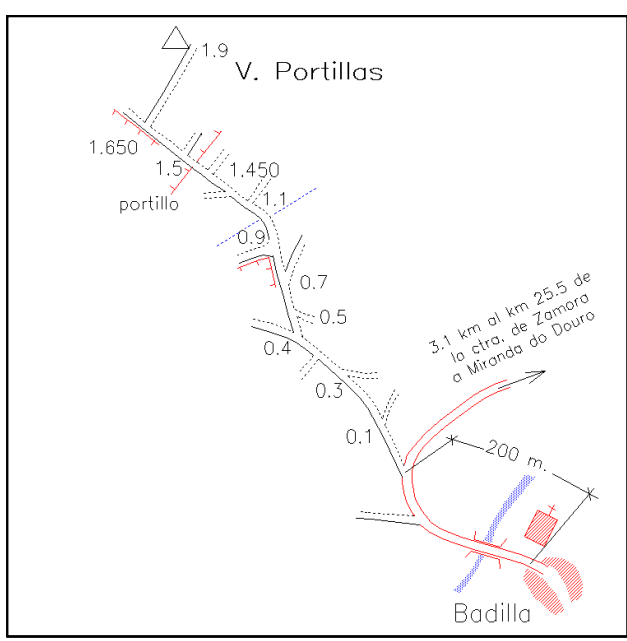 1.9
V. Portillas
1.650
1.5
1.450
portillo
1.1
0.9
0.7
0.5
0.4
0.3
0.1
3.1 km al km 25.5 de
la ctra, de Zamora
a Miranda do Douro
200 m.
Badilla